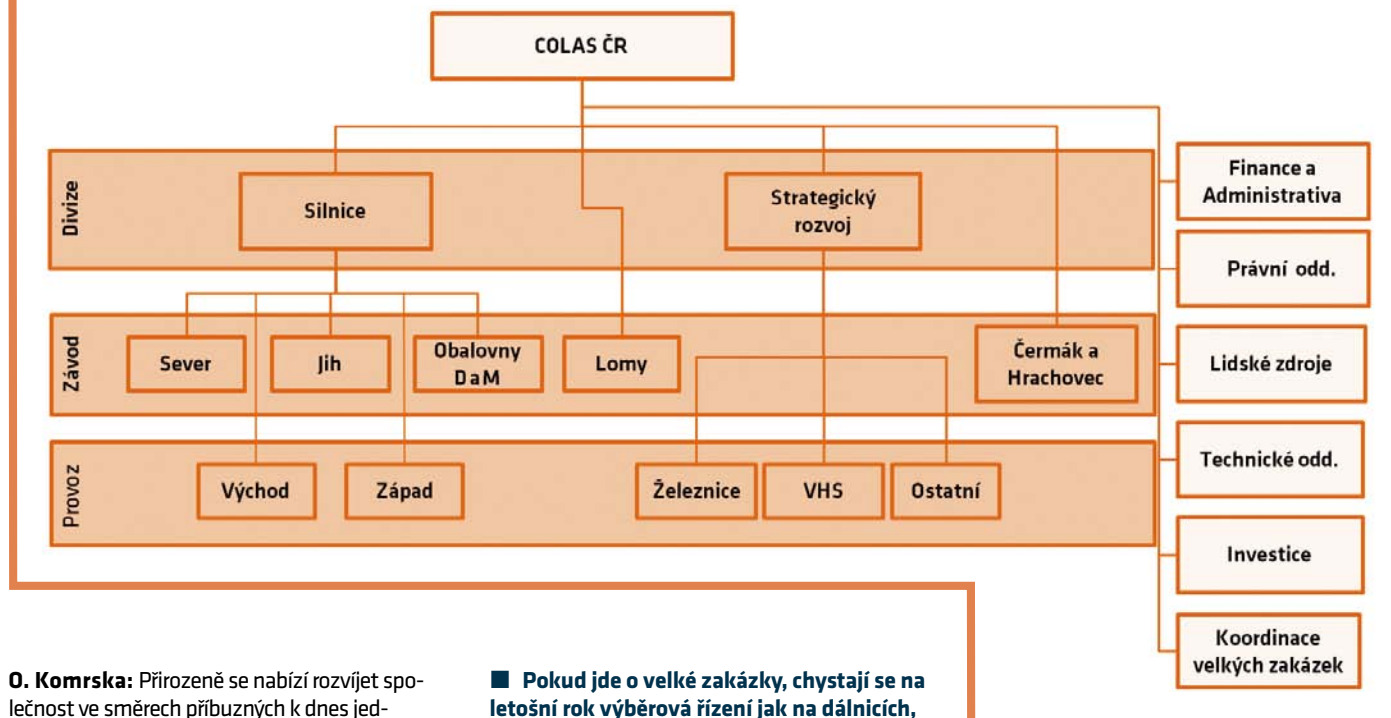 COLAS ČR
Divize
Silnice
Strategický
rozvoj
Závod
Sever
Jih
Obalovny
DaM
Lomy
Čermák a
Hrachovec
Provoz
Východ
Západ
Železnice
VHS
Ostatní
Finance a
Administrativa
Právní odd.
Lidské zdroje
Technické odd.
Investice
Koordinace
velkých zakázek
O. Komrska: Přirozeně se nabízí rozvíjet spo-
lečnost ve směrech příbuzných k dnes jed-
■ Pokud jde o velké zakázky, chystají se na
letošní rok výběrová řízení jak na dálnicích,